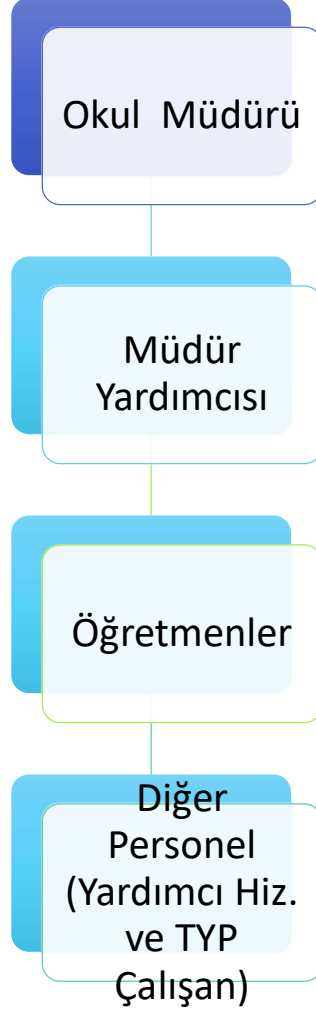 Okul Müdürü
Müdür
Yardımcısı
Öğretmenler
Diğer
Personel
(Yardımcı Hiz.
ve TYP
Çalışan)